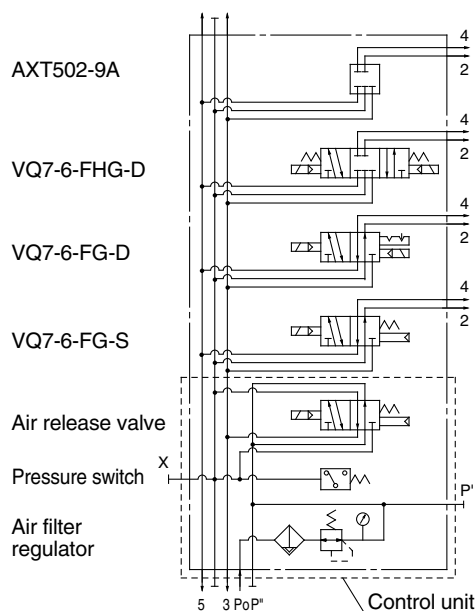 4
AXT502-9A
2
4
VQ7-6-FHG-D
2
4
VQ7-6-FG-D
2
4
VQ7-6-FG-S
2
Air release valve
X
Pressure switch
P'
Air filter
regulator
5 3 Po P"
Control unit